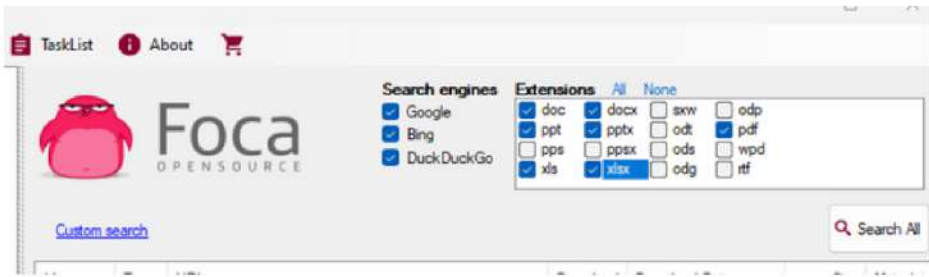 TaskList About
Foca
OPENSOURCE
Search engines
Google
Bing
DuckDuckGo
Extensions All None
doc docx sxw odp
ppt pptx odt pdf
pps ppsx ods wpd
xls xlsx odg rtf
Custom search
Search All